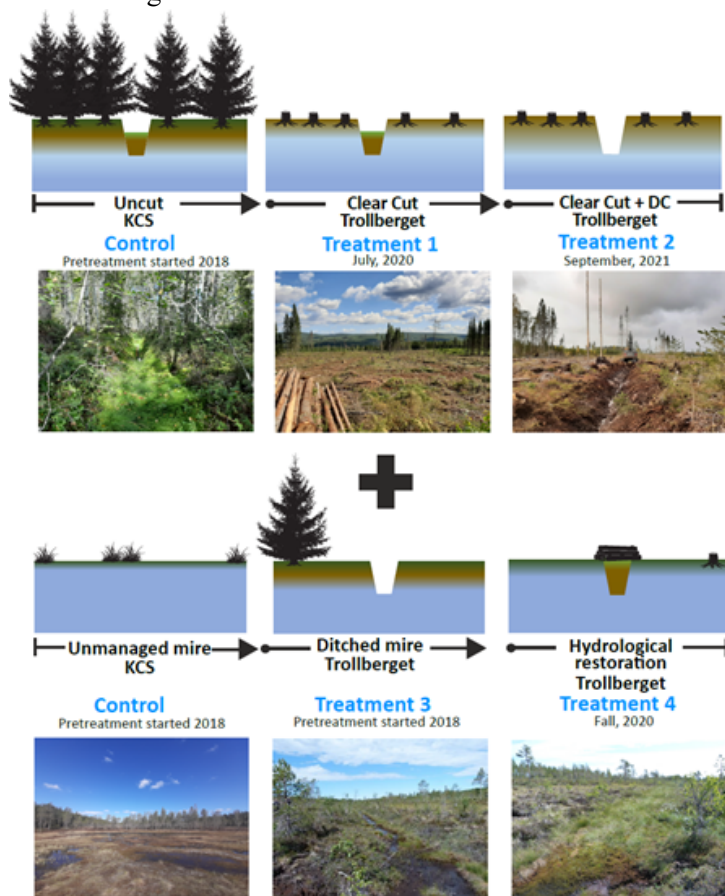 Uncut
KCS
Control
Pretreatment started 2018
Clear Cut
Trollberget
Treatment 1
July, 2020
Clear Cut + DC
Trollberget
Treatment 2
September, 2021
Unmanaged mire
KCS
Control
Pretreatment started 2018
Ditched mire
Trollberget
Treatment 3
Pretreatment started 2018
Hydrological
restoration
Trollberget
Treatment 4
Fall, 2020